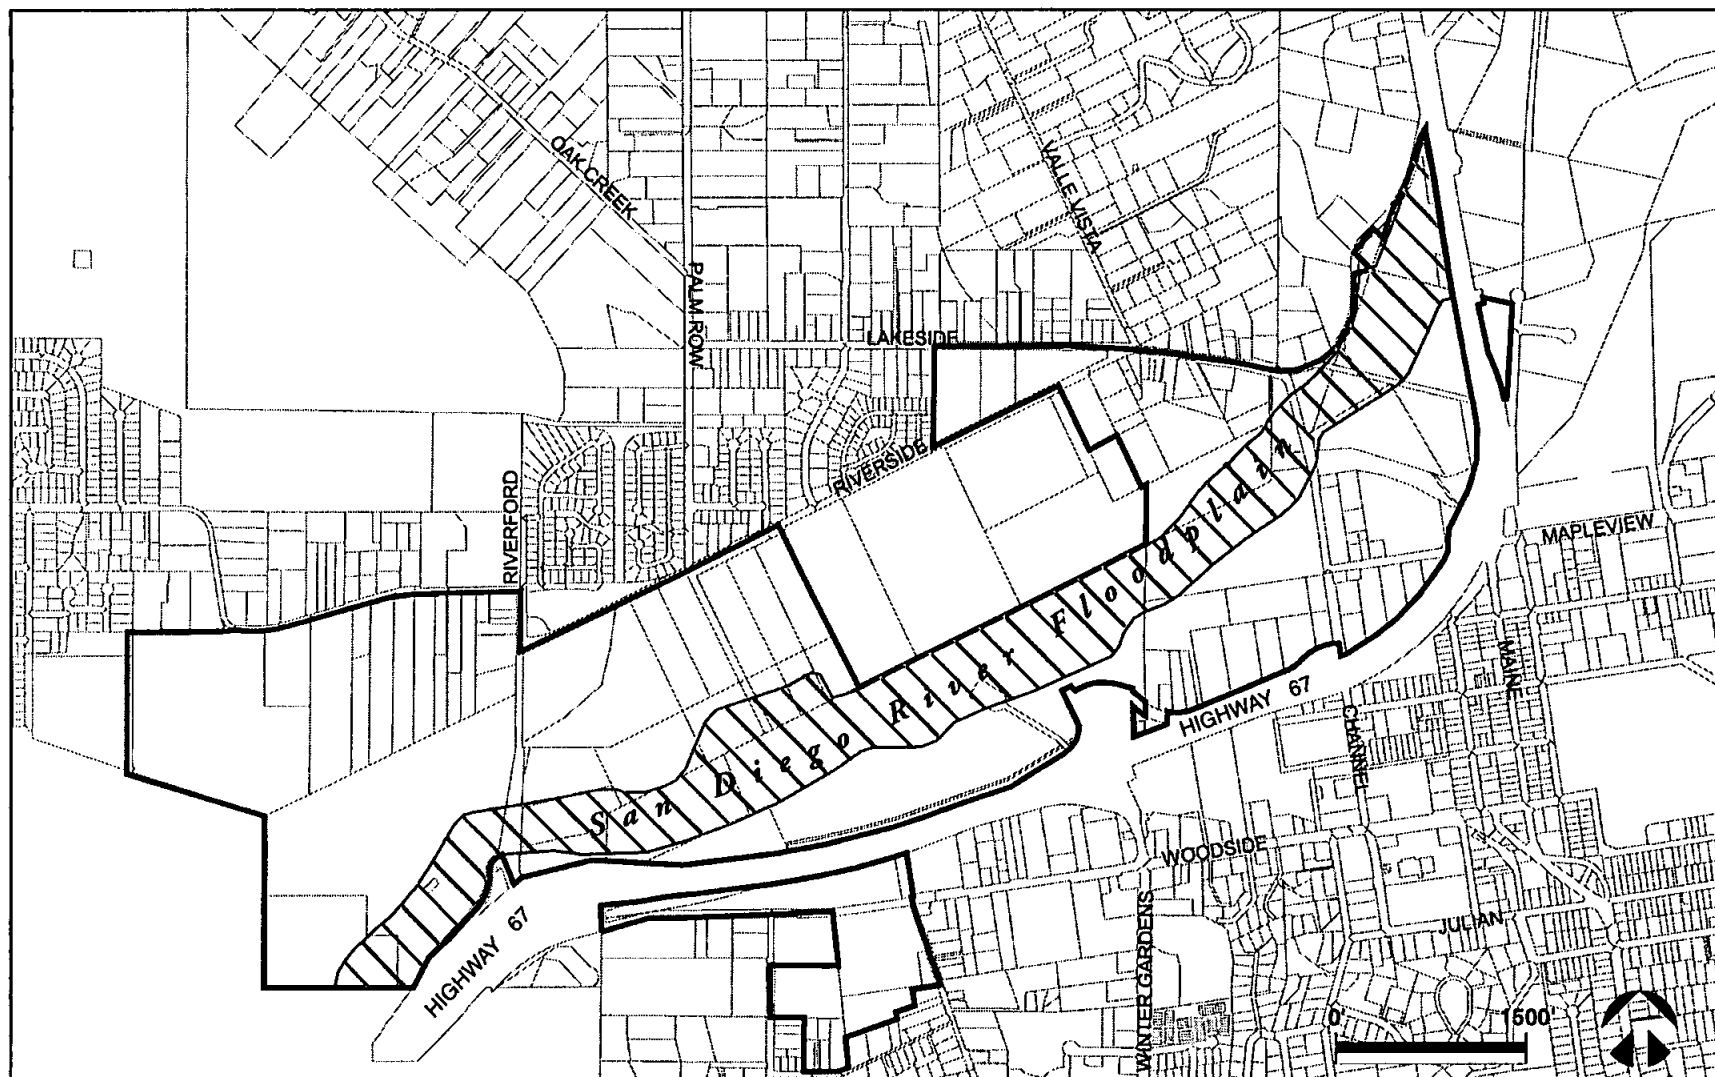 OAK CREEK
VALLE VISTA
PALM ROW
LAKESIDE
RIVERSIDE
RIVERFORD
MAPLEVIEW
San Diego River Floodplain
MAINE
HIGHWAY 67
CHANNEL
WOODSIDE
HIGHWAY 67
WINTER GARDENS
JULIAN
0' 1500'